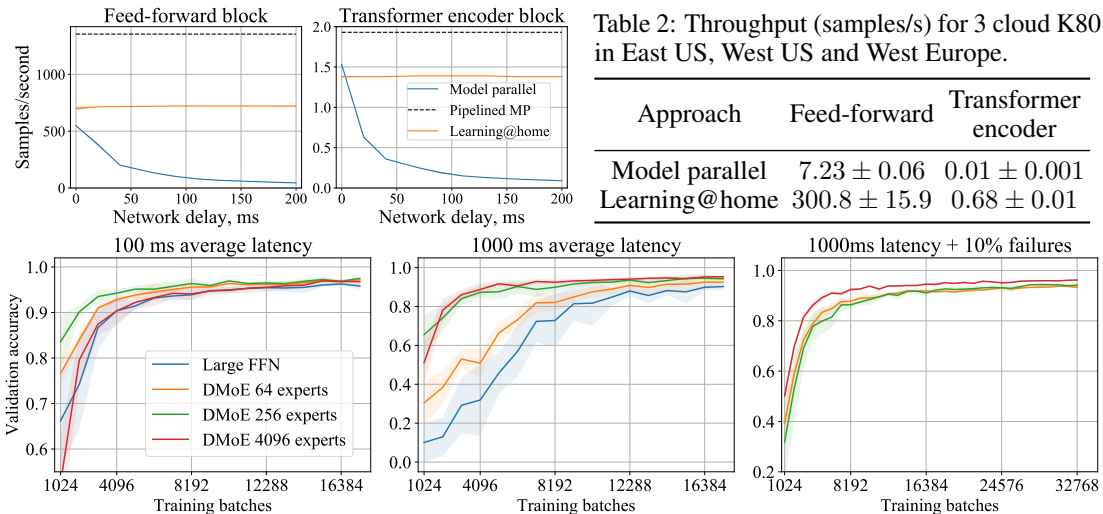 Feed-forward block
Samples/second
1000
500
0
0 50 100 150 200
Network delay, ms
Transformer encoder block
2.0
1.5
1.0
0.5
0.0
Model parallel
Pipelined MP
Learning@home
0 50 100 150 200
Network delay, ms
Table 2: Throughput (samples/s) for 3 cloud K80
in East US, West US and West Europe.
Approach Feed-forward Transformer encoder
Model parallel 7.23 ± 0.06 0.01 ± 0.001
Learning@home 300.8 ± 15.9 0.68 ± 0.01
100 ms average latency
Validation accuracy
1.0
0.9
0.8
0.7
0.6
Large FFN
DMoE 64 experts
DMoE 256 experts
DMoE 4096 experts
1024 4096 8192 12288 16384
Training batches
1000 ms average latency
1.0
0.8
0.6
0.4
0.2
0.0
1024 4096 8192 12288 16384
Training batches
1000ms latency + 10% failures
1.0
0.8
0.6
0.4
0.2
1024 8192 16384 24576 32768
Training batches